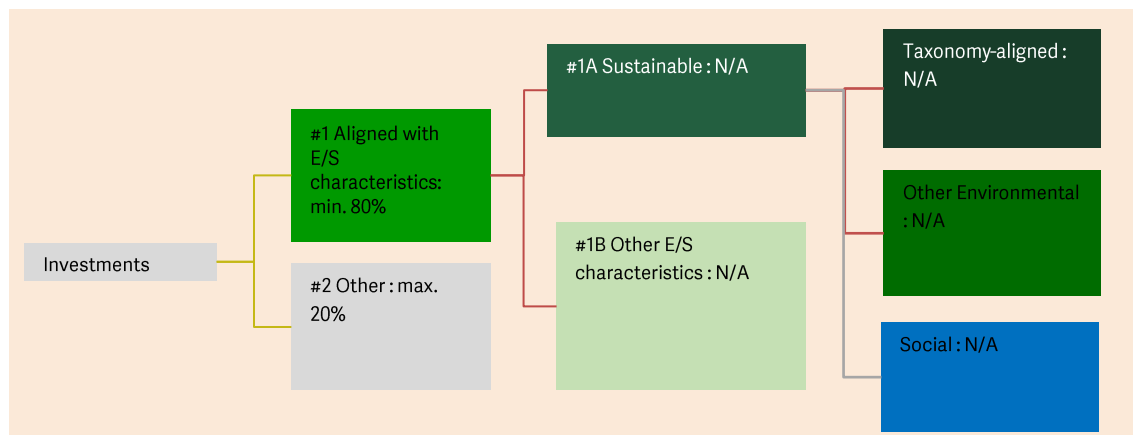 Investments
#1 Aligned with
E/S
characteristics:
min. 80%
#2 Other : max.
20%
#1A Sustainable : N/A
#1B Other E/S
characteristics : N/A
Taxonomy-aligned :
N/A
Other Environmental
: N/A
Social : N/A